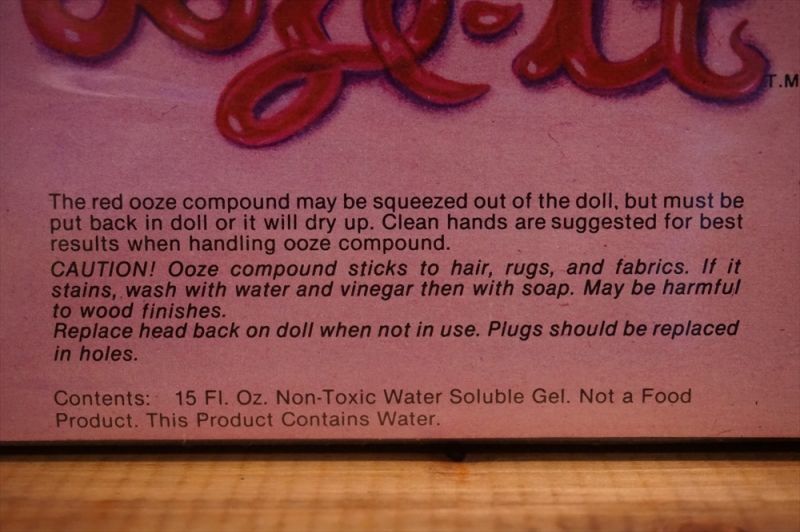 Ooze-It
T.M
The red ooze compound may be squeezed out of the doll, but must be
put back in doll or it will dry up. Clean hands are suggested for best
results when handling ooze compound.
CAUTION! Ooze compound sticks to hair, rugs, and fabrics. If it
stains, wash with water and vinegar then with soap. May be harmful
to wood finishes.
Replace head back on doll when not in use. Plugs should be replaced
in holes.
Contents: 15 Fl. Oz. Non-Toxic Water Soluble Gel. Not a Food
Product. This Product Contains Water.